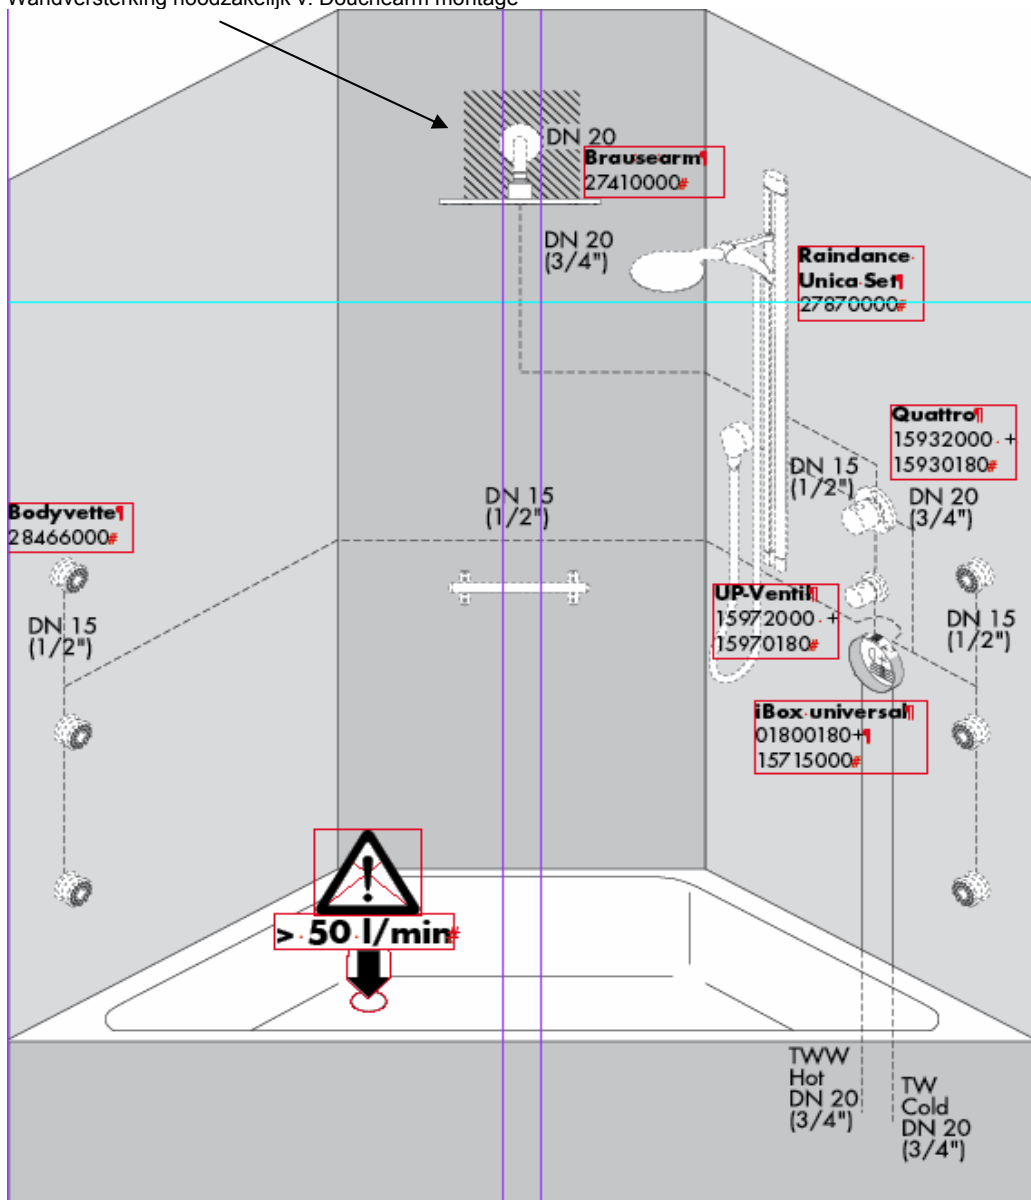 Wandversterking noodzakelijk v. Douchearm montage
DN 20
Brausearm¶
27410000#
DN 20
(3/4")
Raindance
Unica Set¶
27870000#
Quattro¶
15932000 +
15930180#
DN 15
(1/2")
DN 20
(3/4")
DN 15
(1/2")
Bodyvette¶
28466000#
DN 15
(1/2")
UP-Ventil¶
15972000 +
15970180#
DN 15
(1/2")
iBox universal¶
01800180+¶
15715000#
> 50 l/min#
TWW
Hot
DN 20
(3/4")
TW
Cold
DN 20
(3/4")